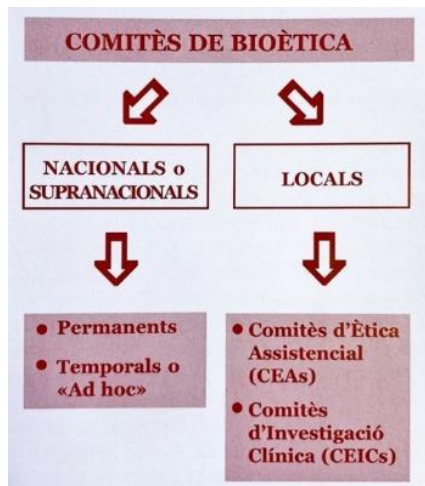 COMITÈS DE BIOÈTICA
NACIONALS o
SUPRANACIONALS
LOCALS
• Permanents
• Temporals o
«Ad hoc»
• Comitès d'Ètica
Assistencial
(CEAs)
• Comitès
d'Investigació
Clínica (CEICs)